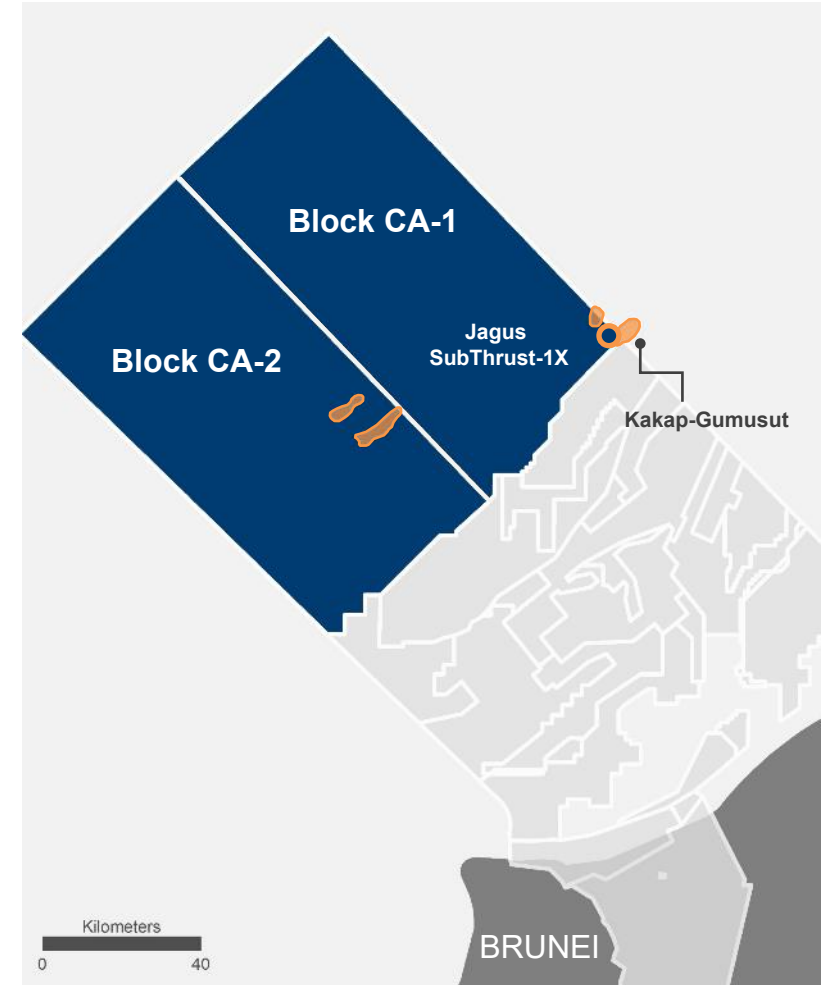 Block CA-1
Jagus
SubThrust-1X
Block CA-2
Kakap-Gumusut
Kilometers
0 40
BRUNEI